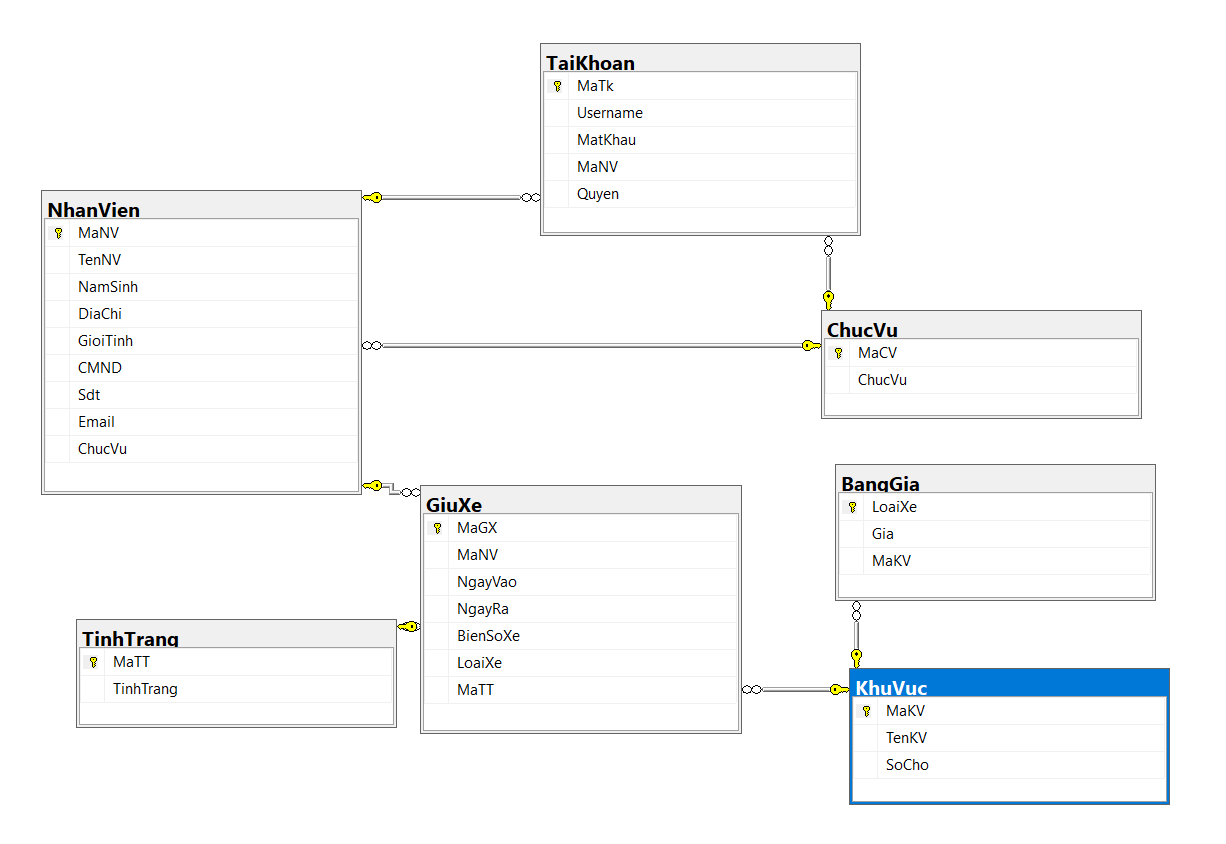 TaiKhoan
MaTk
Username
MatKhau
MaNV
Quyen
NhanVien
MaNV
TenNV
NamSinh
DiaChi
GioiTinh
CMND
Sdt
Email
ChucVu
ChucVu
MaCV
ChucVu
BangGia
LoaiXe
Gia
MaKV
GiuXe
MaGX
MaNV
NgayVao
NgayRa
BienSoXe
LoaiXe
MaTT
TinhTrang
MaTT
TinhTrang
KhuVuc
MaKV
TenKV
SoCho